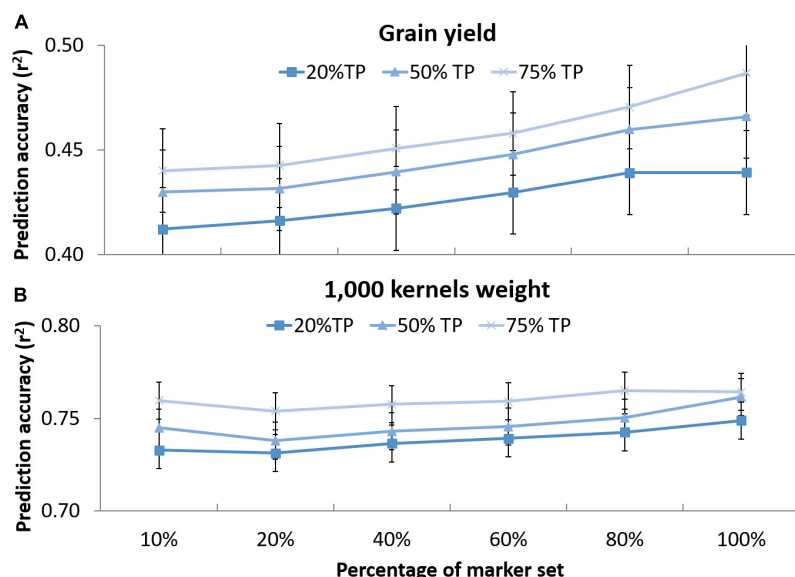 A
Grain yield
0.50
20%TP 50% TP 75% TP
Prediction accuracy (r²)
0.45
0.40
B
1,000 kernels weight
0.80
20%TP 50% TP 75% TP
Prediction accuracy (r²)
0.75
0.70
10% 20% 40% 60% 80% 100%
Percentage of marker set